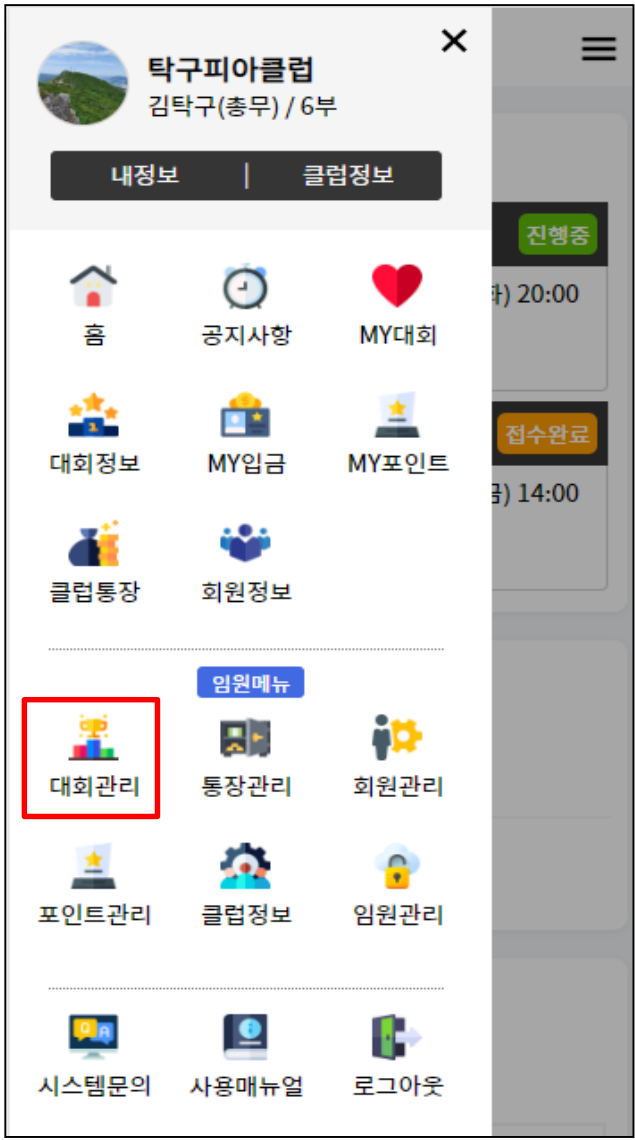 탁구피아클럽
김탁구(총무) / 6부
내정보 | 클럽정보
진행중
20:00
홈 공지사항 MY대회
접수완료
대회정보 MY입금 MY포인트
14:00
클럽통장 회원정보
임원메뉴
대회관리 통장관리 회원관리
포인트관리 클럽정보 임원관리
Q A
시스템문의 사용매뉴얼 로그아웃